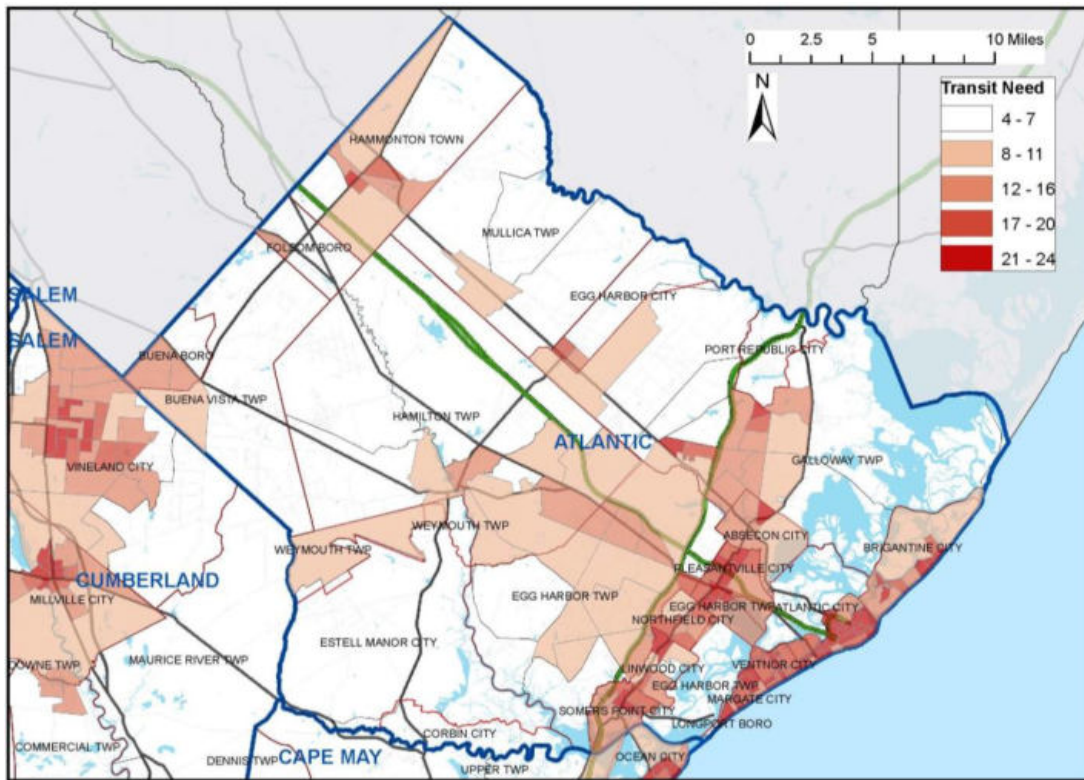 0 2.5 5 10 Miles
N
Transit Need
4 - 7
8 - 11
12 - 16
17 - 20
21 - 24
HAMMONTON TOWN
MULLICA TWP
FOLSOM BORO
EGG HARBOR CITY
SALEM
SALEM
PORT REPUBLIC CITY
BUENA BORO
BUENA VISTA TWP
HAMILTON TWP
ATLANTIC
GALLOWAY TWP
VINELAND CITY
WEYMOUTH TWP
ABSECON CITY
WEYMOUTH TWP
BRIGANTINE CITY
PLEASANTVILLE CITY
CUMBERLAND
MILLVILLE CITY
EGG HARBOR TWP
EGG HARBOR TWP
ATLANTIC CITY
NORTHFIELD CITY
ESTELL MANOR CITY
MAURICE RIVER TWP
DOWNE TWP
LINWOOD CITY
VENTNOR CITY
EGG HARBOR TWP
MARGATE CITY
SOMERS POINT CITY
LONGPORT BORO
CORBIN CITY
COMMERCIAL TWP
DENNIS TWP
CAPE MAY
UPPER TWP
OCEAN CITY